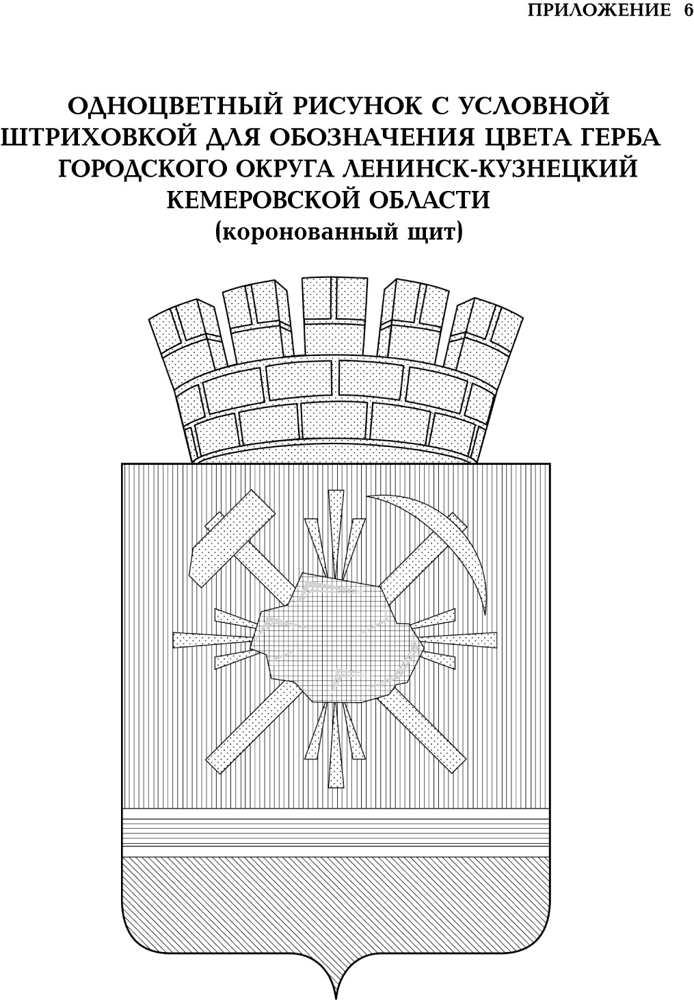 ПРИЛОЖЕНИЕ 6
ОДНОЦВЕТНЫЙ РИСУНОК С УСЛОВНОЙ
ШТРИХОВКОЙ ДЛЯ ОБОЗНАЧЕНИЯ ЦВЕТА ГЕРБА
ГОРОДСКОГО ОКРУГА ЛЕНИНСК-КУЗНЕЦКИЙ
КЕМЕРОВСКОЙ ОБЛАСТИ
(коронованный щит)